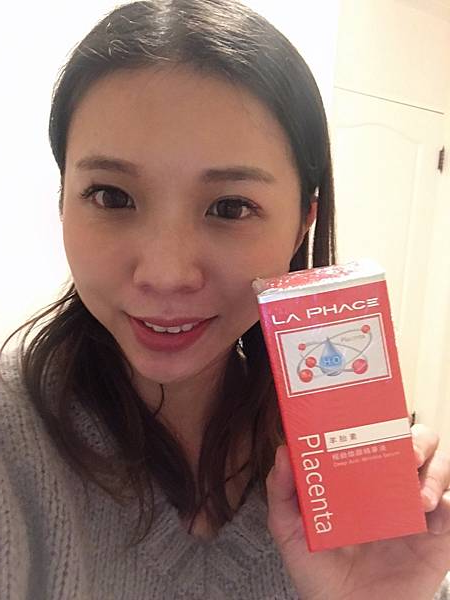 LA PHACE
Placenta
H₂O
羊胎素
Deep Anti-Wrinkle Serum
Placenta